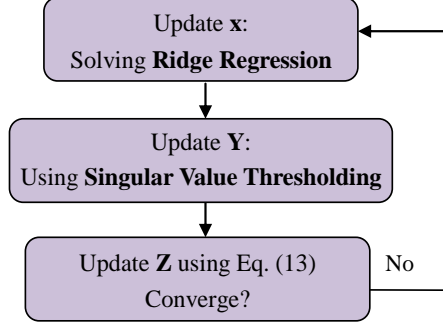 Update x:
Solving Ridge Regression
Update Y:
Using Singular Value Thresholding
Update Z using Eq. (13)
Converge?
No